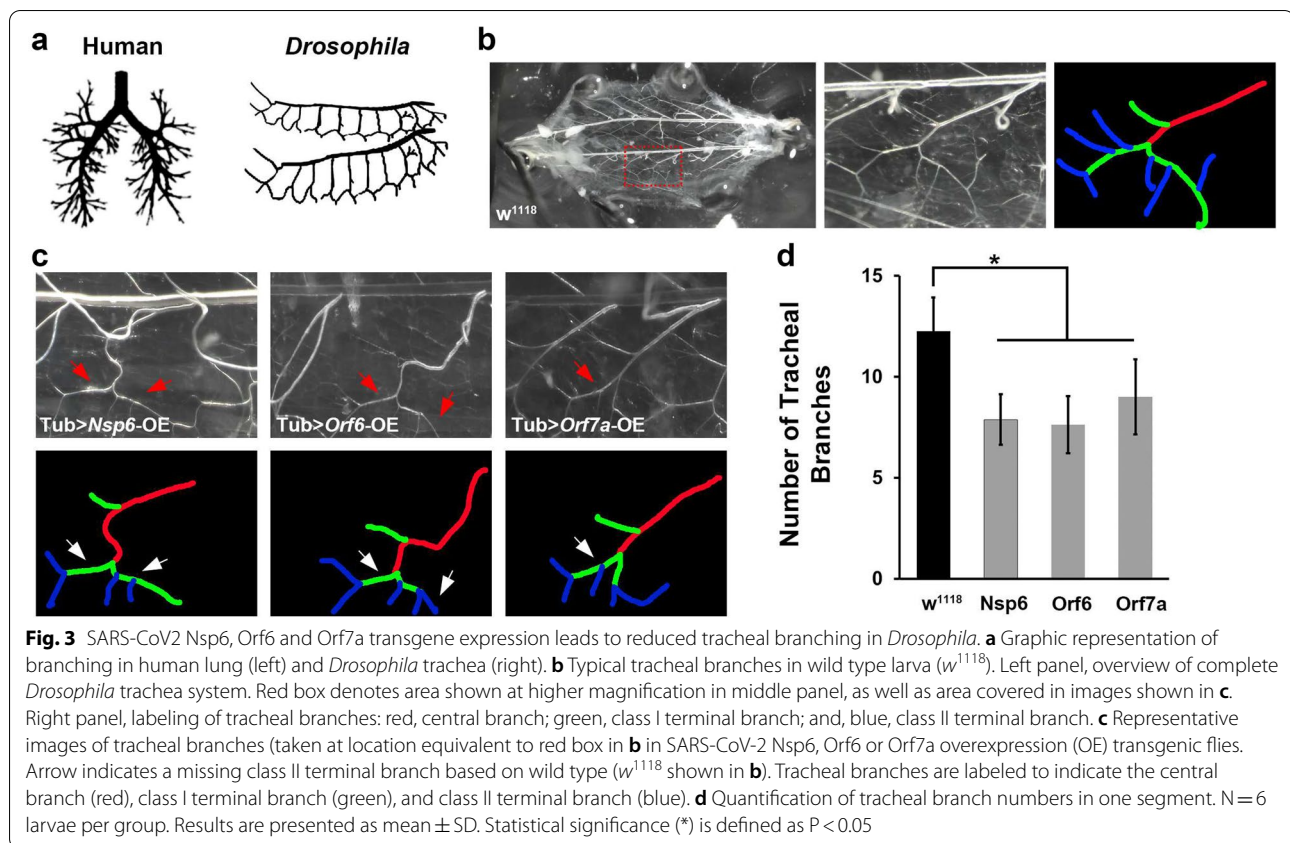 a
Human
Drosophila
b
w¹¹¹⁸
c
Tub>Nsp6-OE
Tub>Orf6-OE
Tub>Orf7a-OE
d
*
15
10
5
0
Number of Tracheal
Branches
w¹¹¹⁸ Nsp6 Orf6 Orf7a
Fig. 3 SARS-CoV2 Nsp6, Orf6 and Orf7a transgene expression leads to reduced tracheal branching in Drosophila. a Graphic representation of
branching in human lung (left) and Drosophila trachea (right). b Typical tracheal branches in wild type larva (w¹¹¹⁸). Left panel, overview of complete
Drosophila trachea system. Red box denotes area shown at higher magnification in middle panel, as well as area covered in images shown in c.
Right panel, labeling of tracheal branches: red, central branch; green, class I terminal branch; and, blue, class II terminal branch. c Representative
images of tracheal branches (taken at location equivalent to red box in b in SARS-CoV-2 Nsp6, Orf6 or Orf7a overexpression (OE) transgenic flies.
Arrow indicates a missing class II terminal branch based on wild type (w¹¹¹⁸ shown in b). Tracheal branches are labeled to indicate the central
branch (red), class I terminal branch (green), and class II terminal branch (blue). d Quantification of tracheal branch numbers in one segment. N = 6
larvae per group. Results are presented as mean ± SD. Statistical significance (*) is defined as P < 0.05